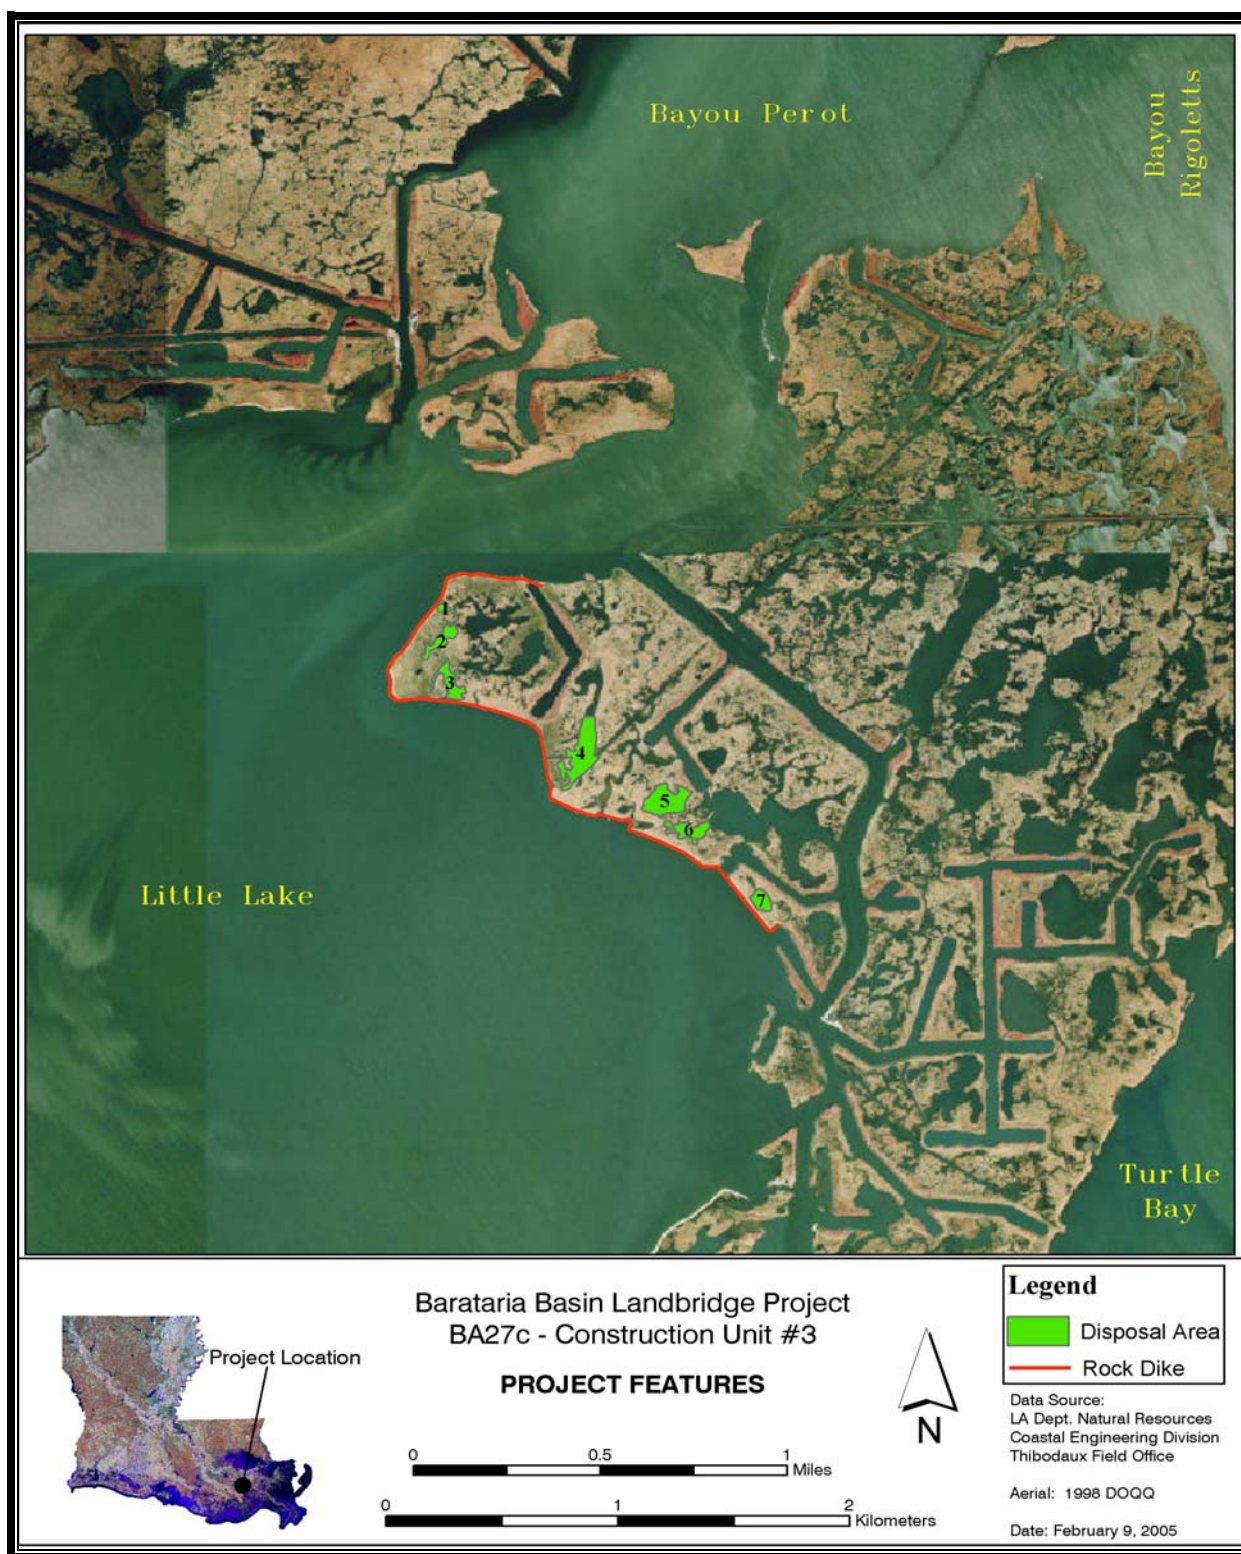 Bayou Perot
Bayou
Rigoletts
1
2
3
4
5
6
7
Little Lake
Turtle
Bay
Project Location
Barataria Basin Landbridge Project
BA27c - Construction Unit #3
PROJECT FEATURES
0 0.5 1
Miles
0 1 2
Kilometers
N
Legend
Disposal Area
Rock Dike
Data Source:
LA Dept. Natural Resources
Coastal Engineering Division
Thibodaux Field Office
Aerial: 1998 DOQQ
Date: February 9, 2005